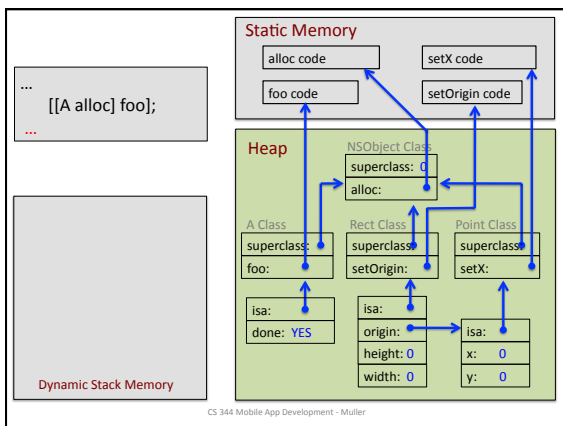 ...
[[A alloc] foo];
...
Dynamic Stack Memory
Static Memory
alloc code
setX code
foo code
setOrigin code
Heap
NSObject Class
superclass: 0
alloc:
A Class
superclass:
foo:
Rect Class
superclass:
setOrigin:
Point Class
superclass:
setX:
isa:
done: YES
isa:
origin:
height: 0
width: 0
isa:
x: 0
y: 0
CS 344 Mobile App Development - Muller